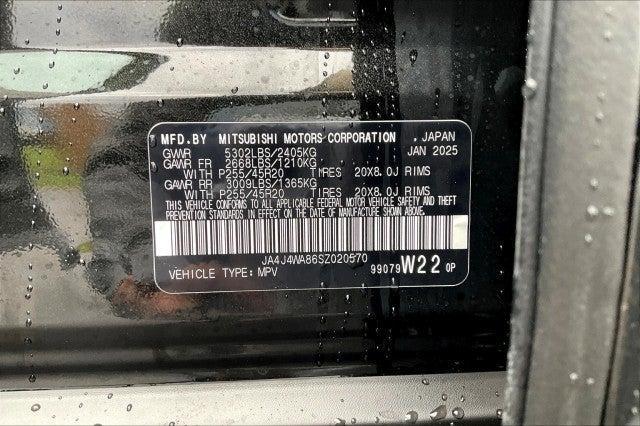 MFD.BY MITSUBISHI MOTORS CORPORATION JAPAN
GVWR 5302LBS/2405KG JAN 2025
GAWR FR 2668LBS/1210KG
WITH P255/45R20 TIRES 20X8.0J RIMS
GAWR RR 3009LBS/1365KG
WITH P255/45R20 TIRES 20X8.0J RIMS
THIS VEHICLE CONFORMS TO ALL APPLICABLE FEDERAL MOTOR VEHICLE SAFETY AND THEFT
PREVENTION STANDARDS IN EFFECT ON THE DATE OF MANUFACTURE SHOWN ABOVE.
JA4J4WA86SZ020570
VEHICLE TYPE: MPV 99079 W22 0P